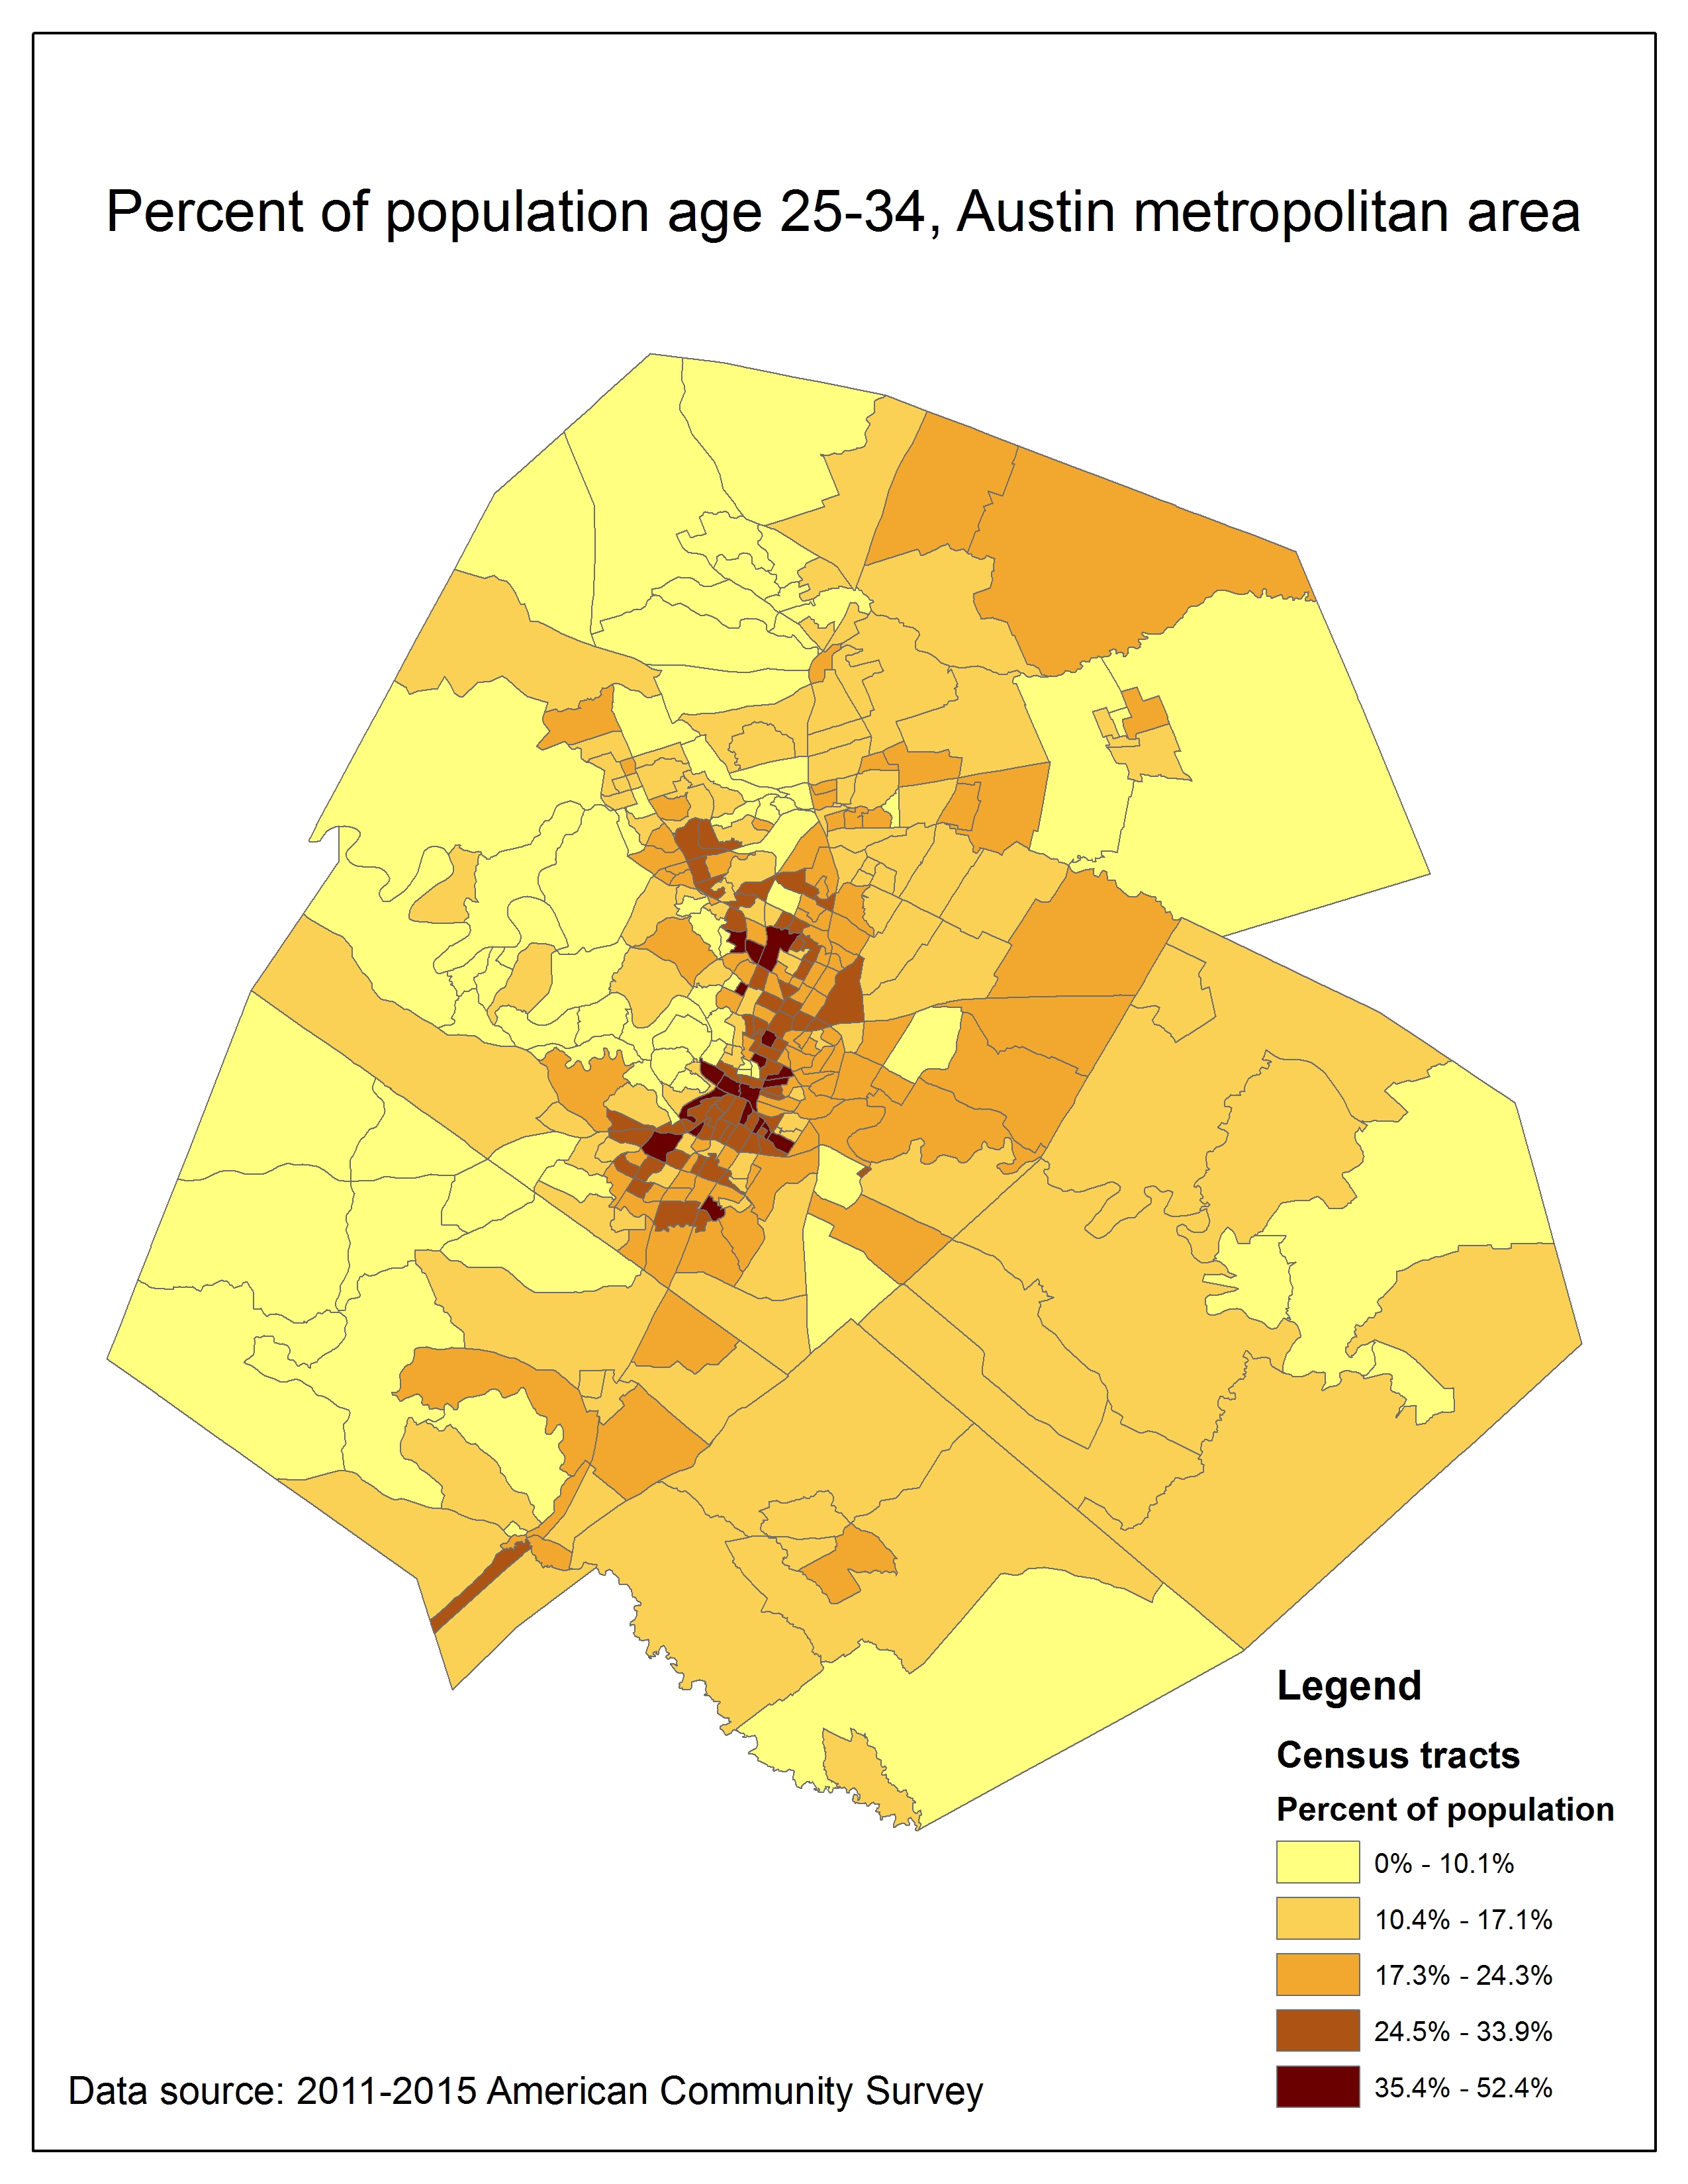 Percent of population age 25-34, Austin metropolitan area
Legend
Census tracts
Percent of population
0% - 10.1%
10.4% - 17.1%
17.3% - 24.3%
24.5% - 33.9%
35.4% - 52.4%
Data source: 2011-2015 American Community Survey